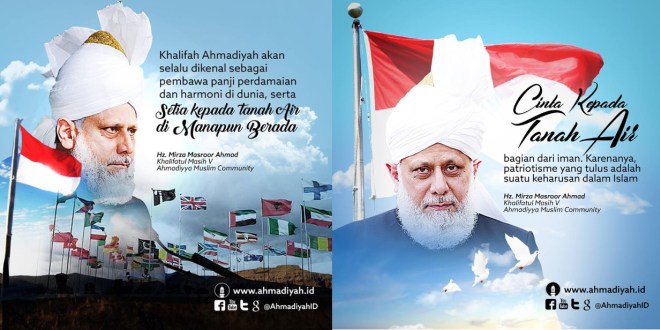 Khalifah Ahmadiyah akan
selalu dikenal sebagai
pembawa panji perdamaian
dan harmoni di dunia, serta
Setia kepada tanah Air
di Manapun Berada
Hz. Mirza Masroor Ahmad
Khalifatul Masih V
Ahmadiyya Muslim Community
www.ahmadiyah.id
@AhmadiyahID
Cinta Kepada
Tanah Air
bagian dari iman. Karenanya,
patriotisme yang tulus adalah
suatu keharusan dalam Islam
Hz. Mirza Masroor Ahmad
Khalifatul Masih V
Ahmadiyya Muslim Community
www.ahmadiyah.id
@AhmadiyahID